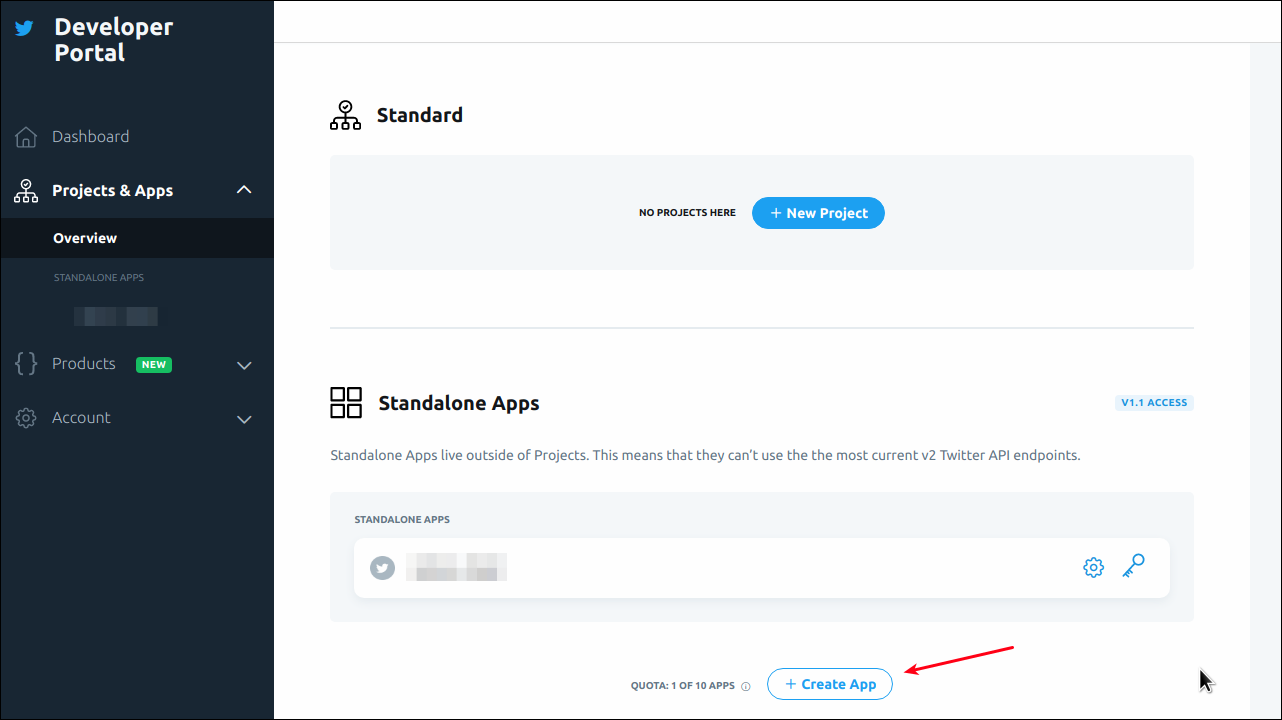 Developer
Portal
Dashboard
Projects & Apps
Overview
STANDALONE APPS
Products NEW
Account
Standard
NO PROJECTS HERE + New Project
Standalone Apps V1.1 ACCESS
Standalone Apps live outside of Projects. This means that they can't use the the most current v2 Twitter API endpoints.
STANDALONE APPS
QUOTA: 1 OF 10 APPS + Create App